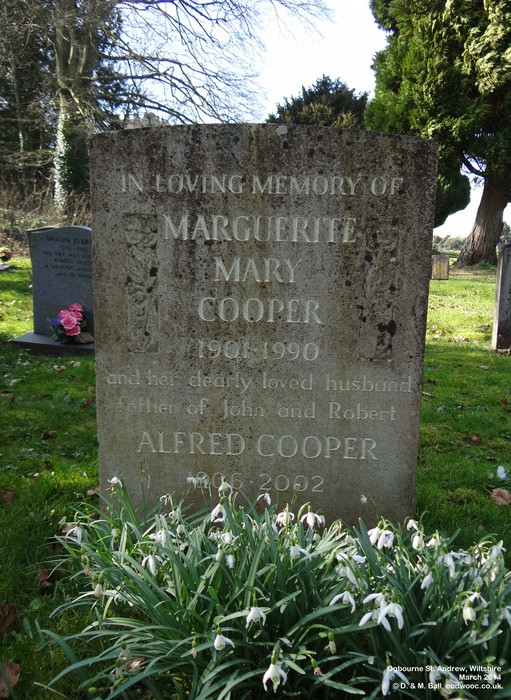 IN LOVING MEMORY OF
MARGUERITE
MARY
COOPER
1901-1990
and her dearly loved husband
father of John and Robert
ALFRED COOPER
1906-2002
Ogbourne St. Andrew, Wiltshire
March 2014
© D. & M. Ball, oodwooc.co.uk